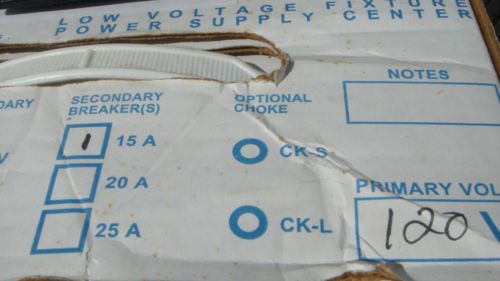 LOW VOLTAGE FIXTURE
POWER SUPPLY CENTER
NOTES
SECONDARY
BREAKER(S)
OPTIONAL
CHOKE
1 15 A
CK-S
20 A
PRIMARY VOL
25 A
CK-L
120 V